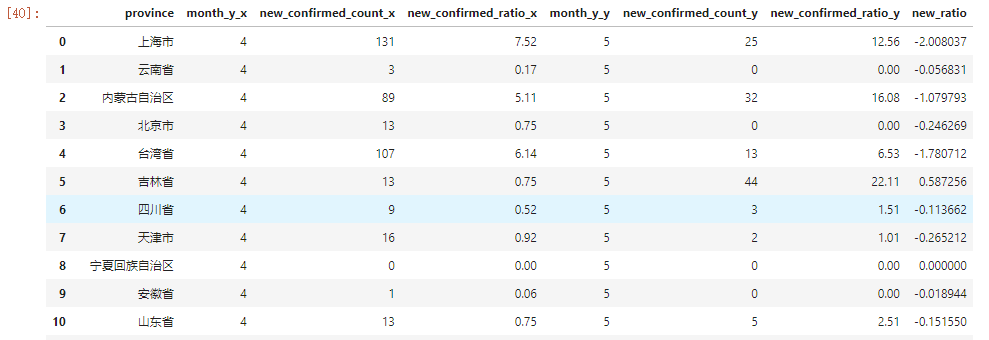 [40]:
province month_y_x new_confirmed_count_x new_confirmed_ratio_x month_y_y new_confirmed_count_y new_confirmed_ratio_y new_ratio
0 上海市 4 131 7.52 5 25 12.56 -2.008037
1 云南省 4 3 0.17 5 0 0.00 -0.056831
2 内蒙古自治区 4 89 5.11 5 32 16.08 -1.079793
3 北京市 4 13 0.75 5 0 0.00 -0.246269
4 台湾省 4 107 6.14 5 13 6.53 -1.780712
5 吉林省 4 13 0.75 5 44 22.11 0.587256
6 四川省 4 9 0.52 5 3 1.51 -0.113662
7 天津市 4 16 0.92 5 2 1.01 -0.265212
8 宁夏回族自治区 4 0 0.00 5 0 0.00 0.000000
9 安徽省 4 1 0.06 5 0 0.00 -0.018944
10 山东省 4 13 0.75 5 5 2.51 -0.151550